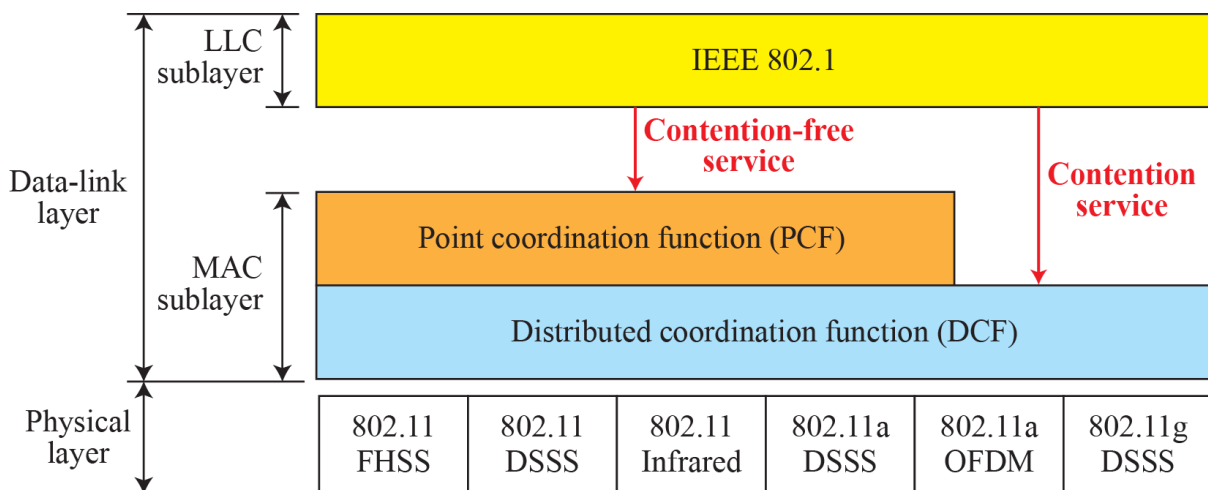 LLC
sublayer
IEEE 802.1
Contention-free
service
Contention
service
Data-link
layer
MAC
sublayer
Point coordination function (PCF)
Distributed coordination function (DCF)
Physical
layer
802.11
FHSS
802.11
DSSS
802.11
Infrared
802.11a
DSSS
802.11a
OFDM
802.11g
DSSS